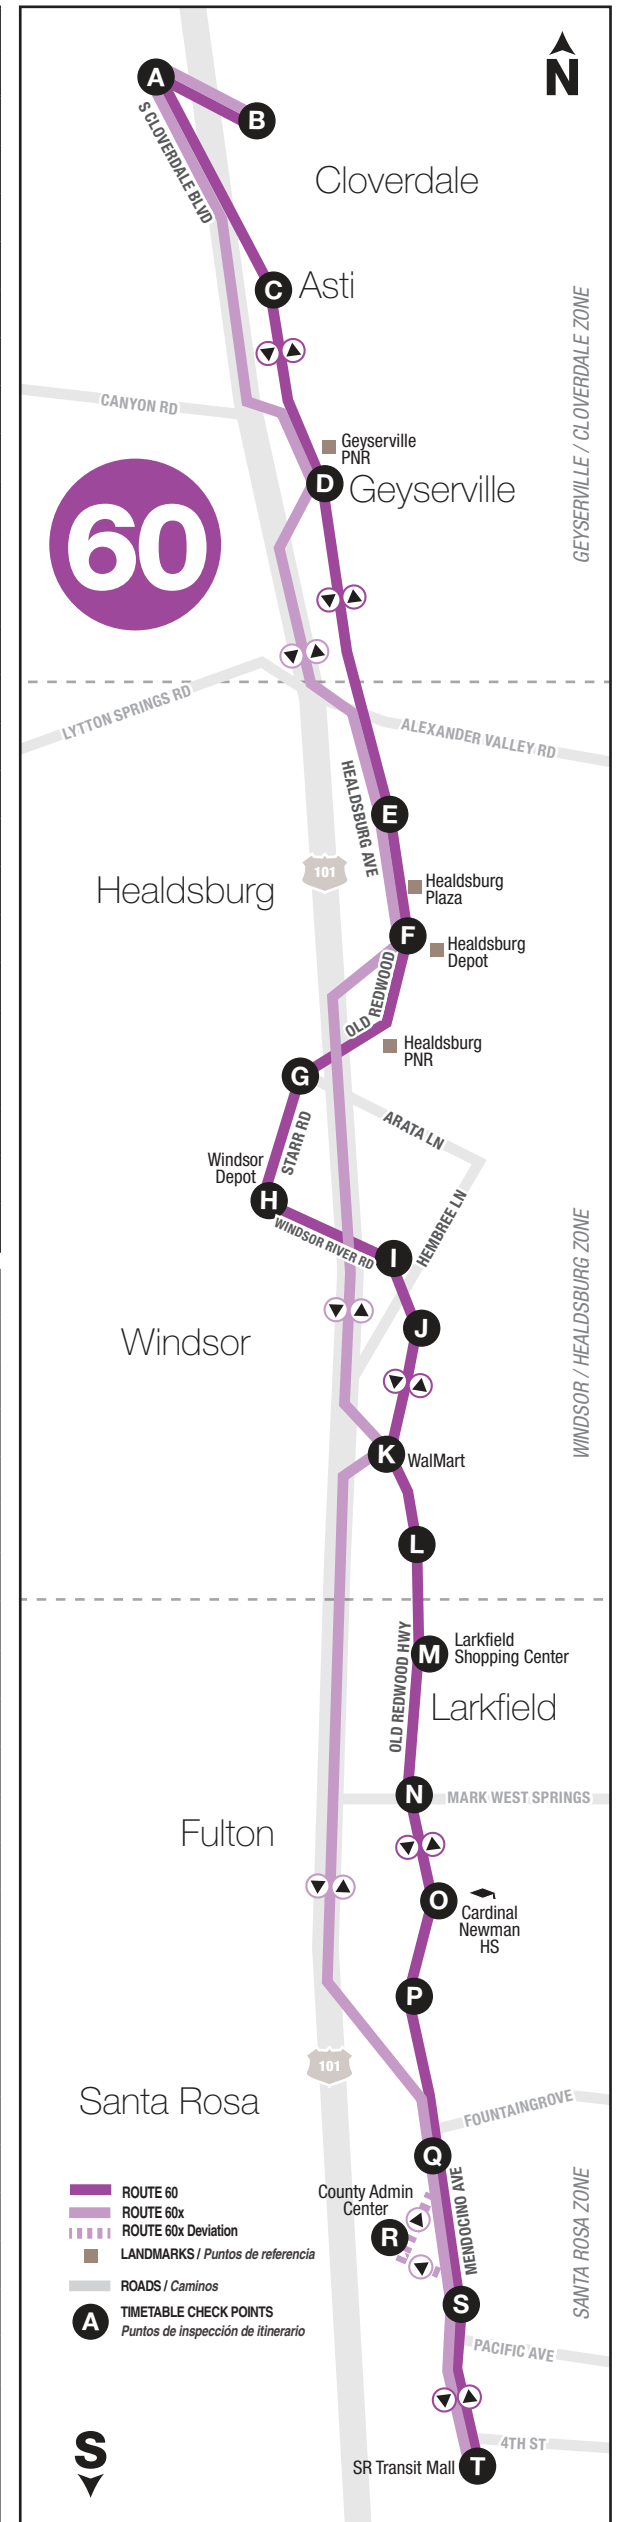 N
A
B
S CLOVERDALE BLVD
Cloverdale
C
Asti
GEYSERVILLE / CLOVERDALE ZONE
CANYON RD
Geyserville
PNR
D
Geyserville
60
LYTTON SPRINGS RD
ALEXANDER VALLEY RD
HEALDSBURG AVE
E
101
Healdsburg
Healdsburg
Plaza
F
Healdsburg
Depot
OLD REDWOOD
Healdsburg
PNR
G
ARATA LN
STARR RD
Windsor
Depot
H
HEMBREE LN
WINDSOR RIVER RD
I
WINDSOR / HEALDSBURG ZONE
J
Windsor
K
WalMart
L
OLD REDWOOD HWY
M
Larkfield
Shopping Center
Larkfield
N
MARK WEST SPRINGS
Fulton
O
Cardinal
Newman
HS
P
101
Santa Rosa
FOUNTAINGROVE
Q
County Admin
Center
R
MENDOCINO AVE
SANTA ROSA ZONE
ROUTE 60
ROUTE 60x
ROUTE 60x Deviation
LANDMARKS / Puntos de referencia
ROADS / Caminos
A
TIMETABLE CHECK POINTS
Puntos de inspección de itinerario
S
PACIFIC AVE
4TH ST
SR Transit Mall
T
S